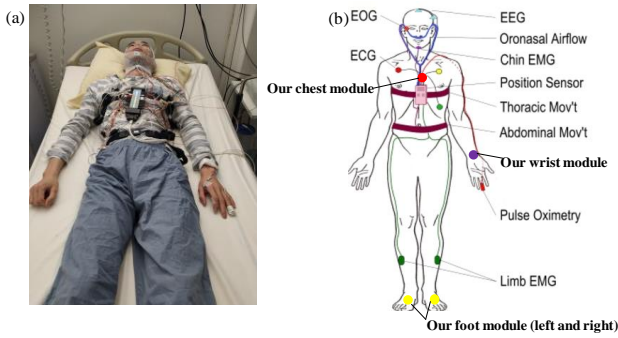 (a)
(b)
EOG
EEG
Oronasal Airflow
ECG
Chin EMG
Our chest module
Position Sensor
Thoracic Mov't
Abdominal Mov't
Our wrist module
Pulse Oximetry
Limb EMG
Our foot module (left and right)